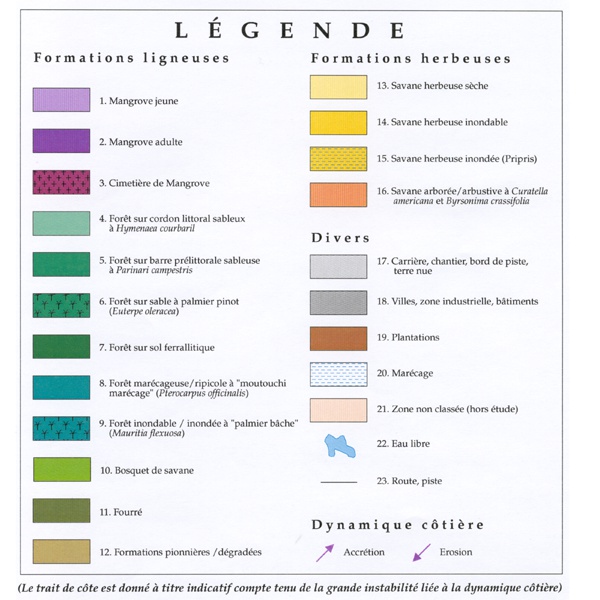 LÉGENDE
Formations ligneuses
1. Mangrove jeune
2. Mangrove adulte
3. Cimetière de Mangrove
4. Forêt sur cordon littoral sableux
à Hymenaea courbaril
5. Forêt sur barre prélittorale sableuse
à Parinari campestris
6. Forêt sur sable à palmier pinot
(Euterpe oleracea)
7. Forêt sur sol ferrallitique
8. Forêt marécageuse/ripicole à "moutouchi
marécage" (Pterocarpus officinalis)
9. Forêt inondable / inondée à "palmier bâche"
(Mauritia flexuosa)
10. Bosquet de savane
11. Fourré
12. Formations pionnières /dégradées
Formations herbeuses
13. Savane herbeuse sèche
14. Savane herbeuse inondable
15. Savane herbeuse inondée (Pripris)
16. Savane arborée/arbustive à Curatella
americana et Byrsonima crassifolia
Divers
17. Carrière, chantier, bord de piste,
terre nue
18. Villes, zone industrielle, bâtiments
19. Plantations
20. Marécage
21. Zone non classée (hors étude)
22. Eau libre
23. Route, piste
Dynamique côtière
Accrétion
Erosion
(Le trait de côte est donné à titre indicatif compte tenu de la grande instabilité liée à la dynamique côtière)